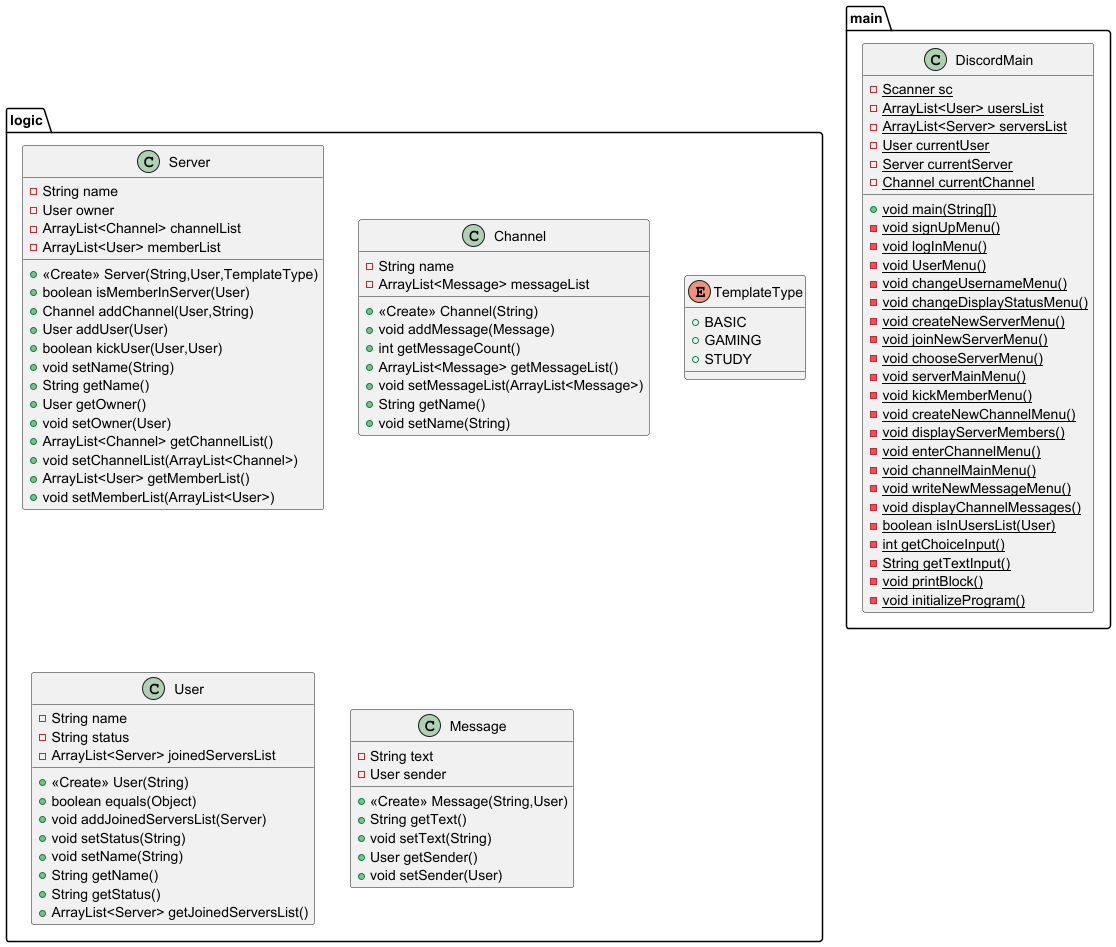 logic
C Server
String name
User owner
ArrayList<Channel> channelList
ArrayList<User> memberList
«Create» Server(String,User,TemplateType)
boolean isMemberInServer(User)
Channel addChannel(User,String)
User addUser(User)
boolean kickUser(User,User)
void setName(String)
String getName()
User getOwner()
void setOwner(User)
ArrayList<Channel> getChannelList()
void setChannelList(ArrayList<Channel>)
ArrayList<User> getMemberList()
void setMemberList(ArrayList<User>)
C Channel
String name
ArrayList<Message> messageList
«Create» Channel(String)
void addMessage(Message)
int getMessageCount()
ArrayList<Message> getMessageList()
void setMessageList(ArrayList<Message>)
String getName()
void setName(String)
E TemplateType
BASIC
GAMING
STUDY
C User
String name
String status
ArrayList<Server> joinedServersList
«Create» User(String)
boolean equals(Object)
void addJoinedServersList(Server)
void setStatus(String)
void setName(String)
String getName()
String getStatus()
ArrayList<Server> getJoinedServersList()
C Message
String text
User sender
«Create» Message(String,User)
String getText()
void setText(String)
User getSender()
void setSender(User)
main
C DiscordMain
Scanner sc
ArrayList<User> usersList
ArrayList<Server> serversList
User currentUser
Server currentServer
Channel currentChannel
void main(String[])
void signUpMenu()
void logInMenu()
void UserMenu()
void changeUsernameMenu()
void changeDisplayStatusMenu()
void createNewServerMenu()
void joinNewServerMenu()
void chooseServerMenu()
void serverMainMenu()
void kickMemberMenu()
void createNewChannelMenu()
void displayServerMembers()
void enterChannelMenu()
void channelMainMenu()
void writeNewMessageMenu()
void displayChannelMessages()
boolean isInUsersList(User)
int getChoiceInput()
String getTextInput()
void printBlock()
void initializeProgram()